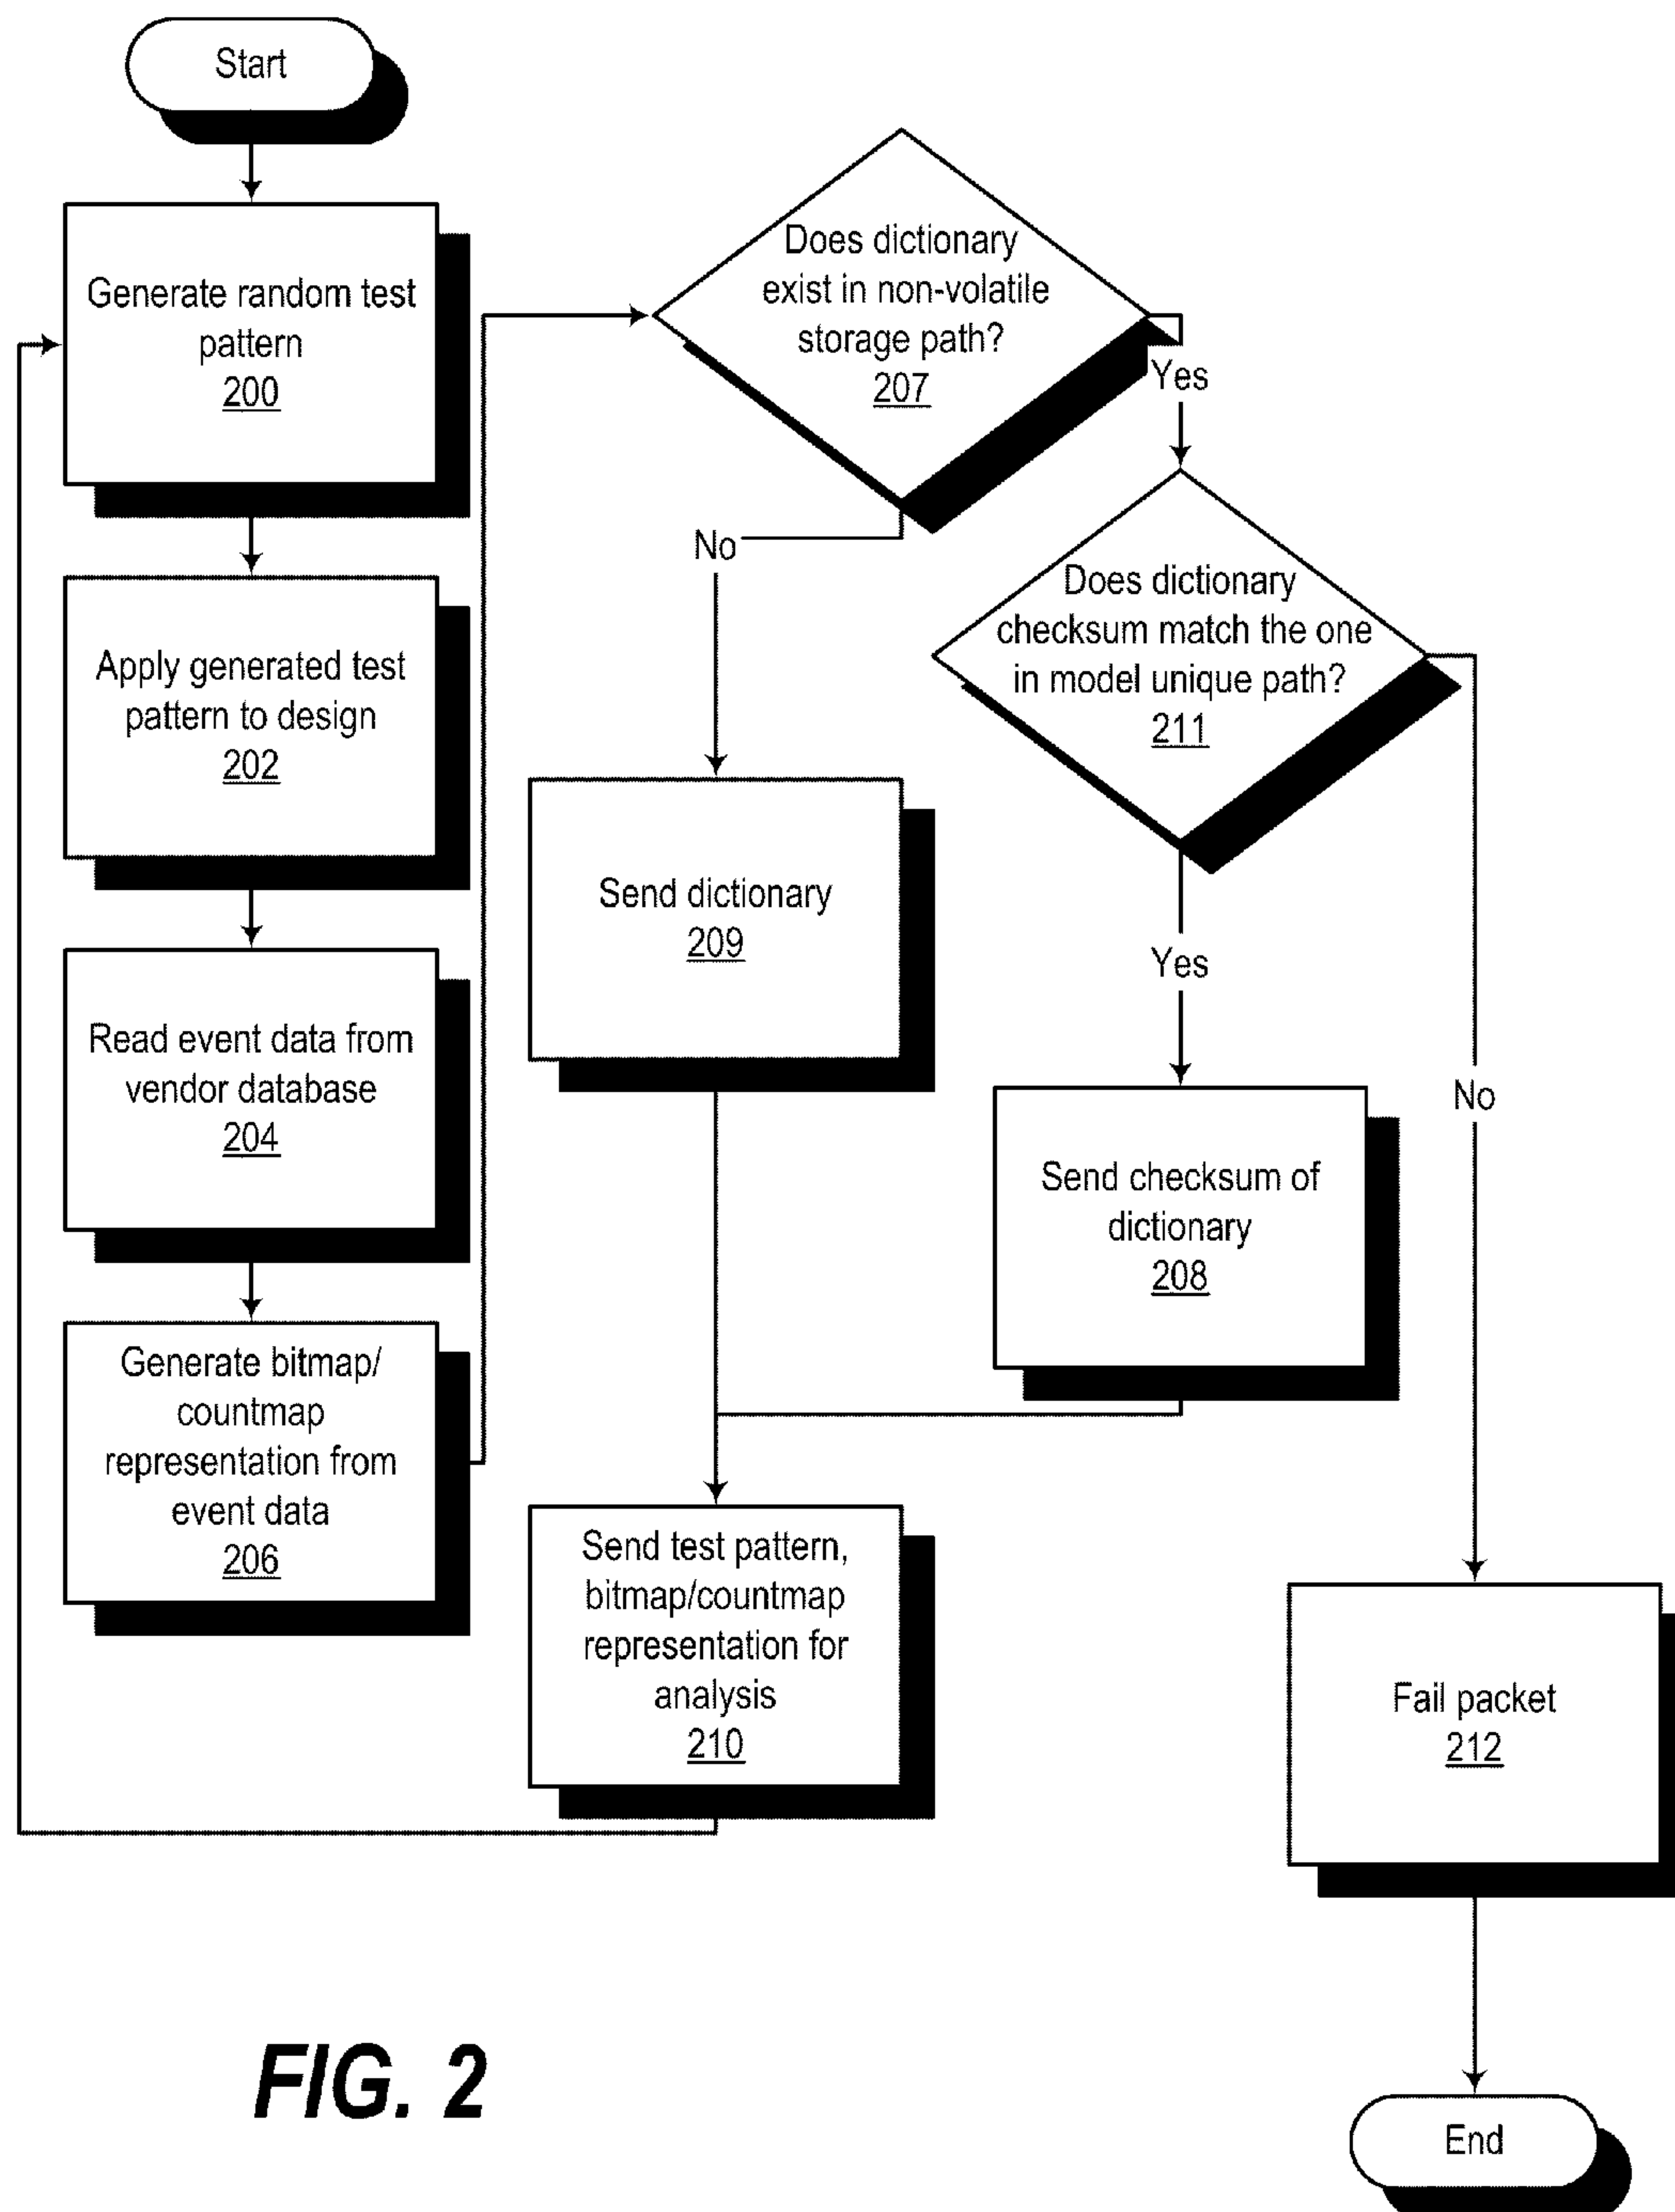 Start
Generate random test
pattern
200
Apply generated test
pattern to design
202
Read event data from
vendor database
204
Generate bitmap/
countmap
representation from
event data
206
Does dictionary
exist in non-volatile
storage path?
207
Yes
No
Does dictionary
checksum match the one
in model unique path?
211
Send dictionary
209
Yes
No
Send checksum of
dictionary
208
Send test pattern,
bitmap/countmap
representation for
analysis
210
Fail packet
212
End
FIG. 2